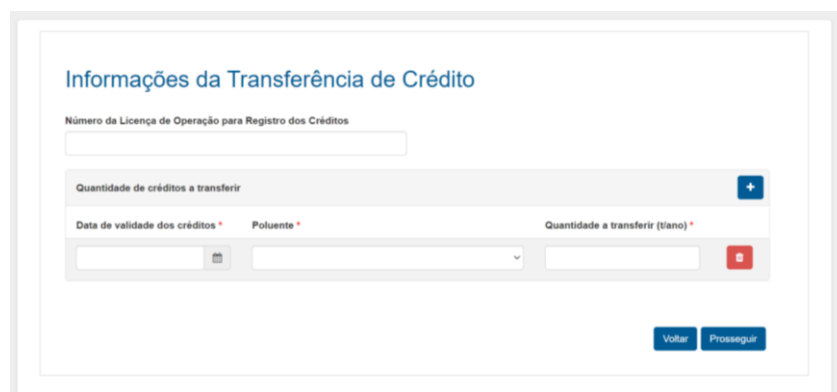 Informações da Transferência de Crédito
Número da Licença de Operação para Registro dos Créditos
Quantidade de créditos a transferir
+
Data de validade dos créditos * Poluente * Quantidade a transferir (t/ano) *
Voltar Prosseguir